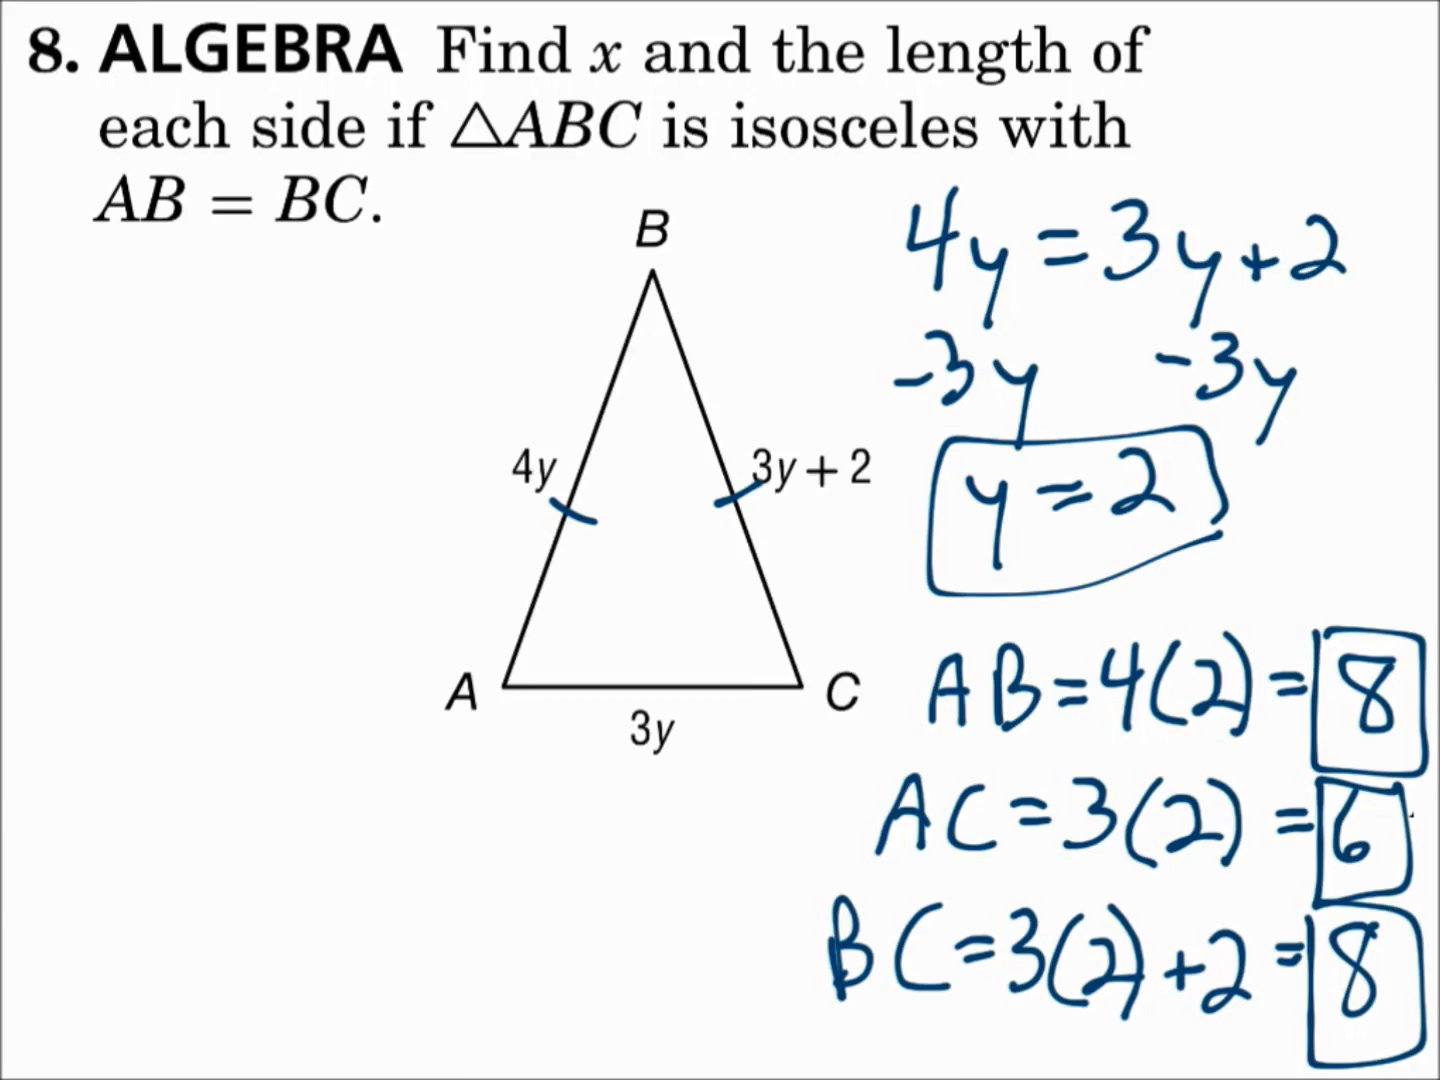 8. ALGEBRA Find x and the length of
each side if △ABC is isosceles with
AB = BC.
B
4y
3y + 2
A
C
3y
4y = 3y + 2
-3y -3y
y = 2
AB = 4(2) = 8
AC = 3(2) = 6
BC = 3(2) + 2 = 8